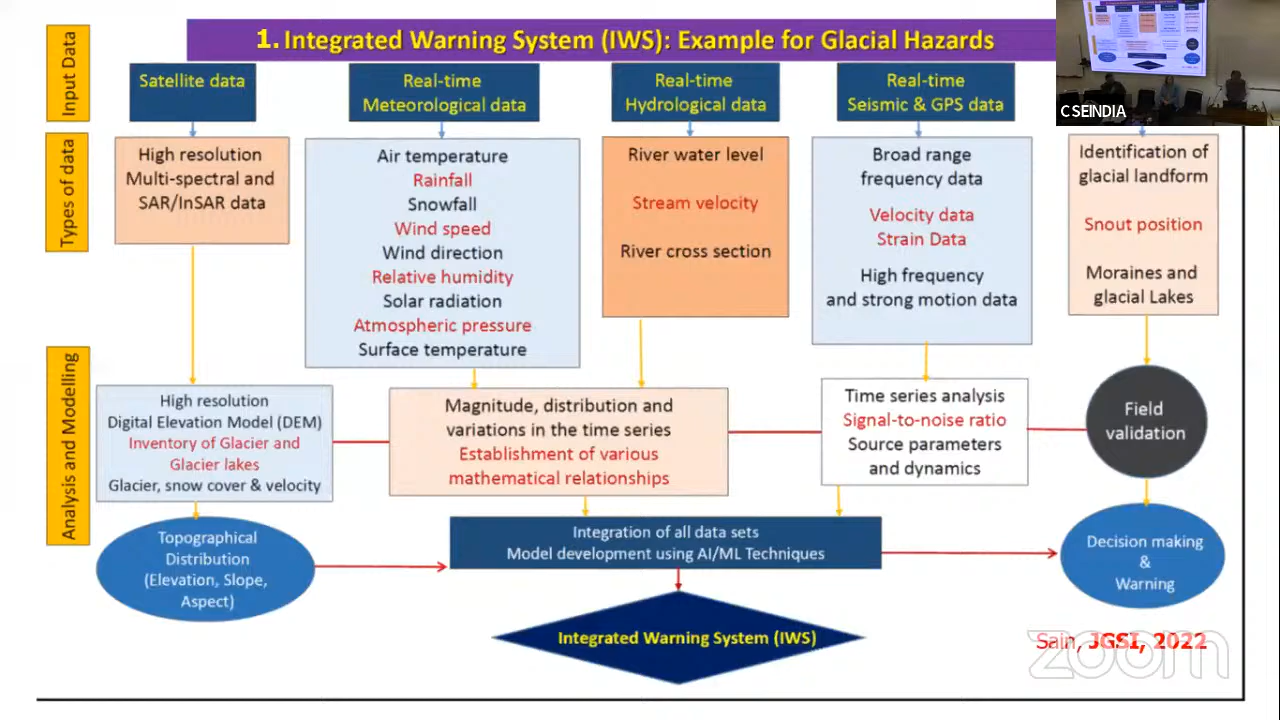 1. Integrated Warning System (IWS): Example for Glacial Hazards
CSEINDIA
Input Data
Satellite data
Real-time
Meteorological data
Real-time
Hydrological data
Real-time
Seismic & GPS data
Types of data
High resolution
Multi-spectral and
SAR/InSAR data
Air temperature
Rainfall
Snowfall
Wind speed
Wind direction
Relative humidity
Solar radiation
Atmospheric pressure
Surface temperature
River water level
Stream velocity
River cross section
Broad range
frequency data
Velocity data
Strain Data
High frequency
and strong motion data
Identification of
glacial landform
Snout position
Moraines and
glacial Lakes
Analysis and Modelling
High resolution
Digital Elevation Model (DEM)
Inventory of Glacier and
Glacier lakes
Glacier, snow cover & velocity
Magnitude, distribution and
variations in the time series
Establishment of various
mathematical relationships
Time series analysis
Signal-to-noise ratio
Source parameters
and dynamics
Field
validation
Topographical
Distribution
(Elevation, Slope,
Aspect)
Integration of all data sets
Model development using AI/ML Techniques
Decision making
&
Warning
Integrated Warning System (IWS)
Sain, JGSI, 2022
zoom